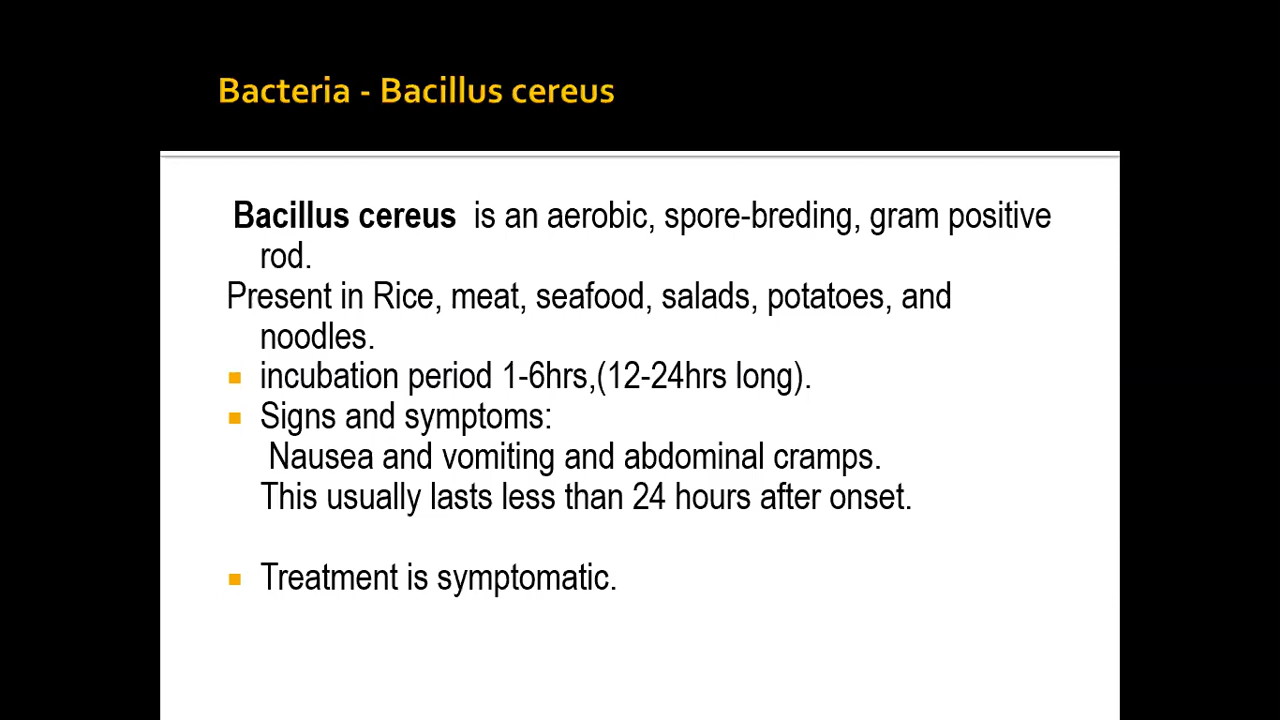 Bacteria - Bacillus cereus
Bacillus cereus is an aerobic, spore-breding, gram positive
rod.
Present in Rice, meat, seafood, salads, potatoes, and
noodles.
incubation period 1-6hrs,(12-24hrs long).
Signs and symptoms:
Nausea and vomiting and abdominal cramps.
This usually lasts less than 24 hours after onset.
Treatment is symptomatic.